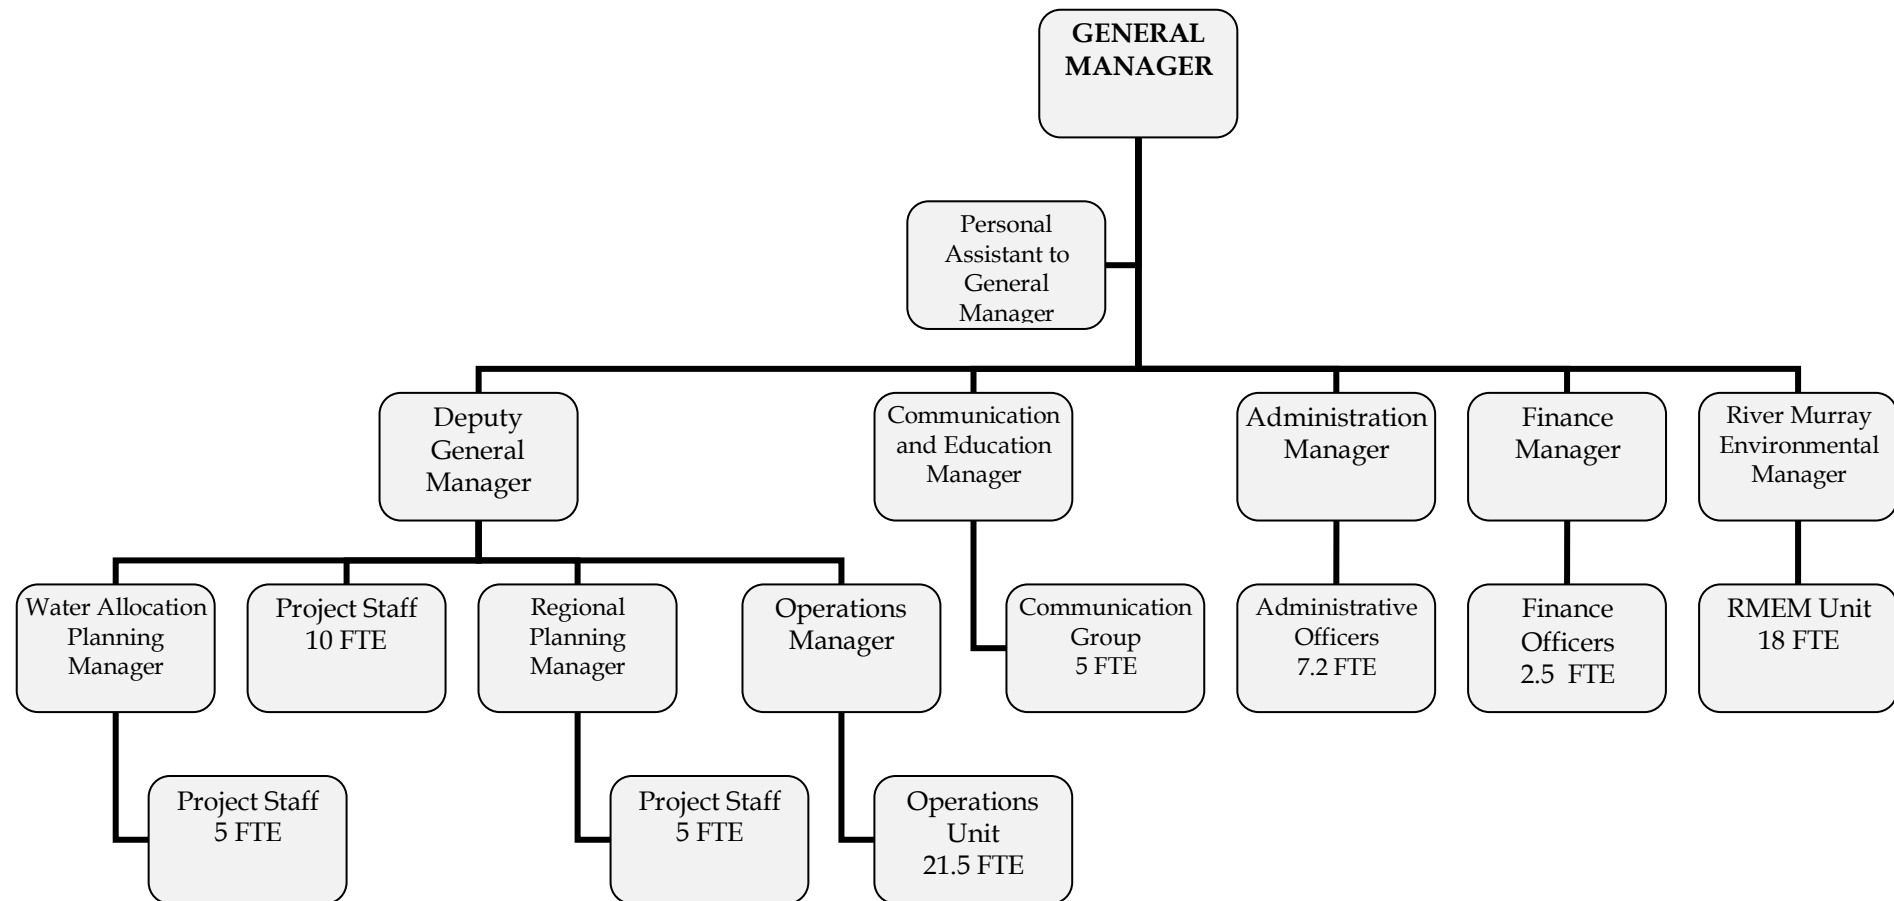 GENERAL
MANAGER
Personal
Assistant to
General
Manager
Deputy
General
Manager
Communication
and Education
Manager
Administration
Manager
Finance
Manager
River Murray
Environmental
Manager
Water Allocation
Planning
Manager
Project Staff
10 FTE
Regional
Planning
Manager
Operations
Manager
Communication
Group
5 FTE
Administrative
Officers
7.2 FTE
Finance
Officers
2.5  FTE
RMEM Unit
18 FTE
Project Staff
5 FTE
Project Staff
5 FTE
Operations
Unit
21.5 FTE